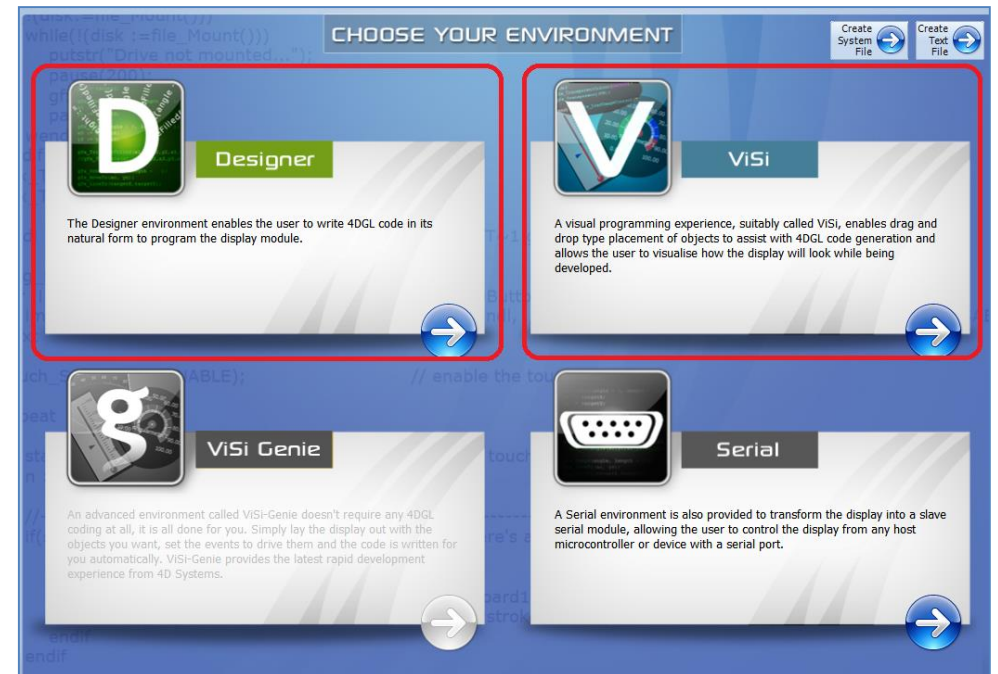 CHOOSE YOUR ENVIRONMENT
Create
System
File
Create
Text
File
while(!(disk :=file_Mount()))
putstr("Drive not mounted...");
pause(200);
D
Designer
The Designer environment enables the user to write 4DGL code in its
natural form to program the display module.
V
ViSi
A visual programming experience, suitably called ViSi, enables drag and
drop type placement of objects to assist with 4DGL code generation and
allows the user to visualise how the display will look while being
developed.
// enable the tou
g
ViSi Genie
An advanced environment called ViSi-Genie doesn't require any 4DGL
coding at all, it is all done for you. Simply lay the display out with the
objects you want, set the events to drive them and the code is written for
you automatically. ViSi-Genie provides the latest rapid development
experience from 4D Systems.
Serial
A Serial environment is also provided to transform the display into a slave
serial module, allowing the user to control the display from any host
microcontroller or device with a serial port.
endif
endif